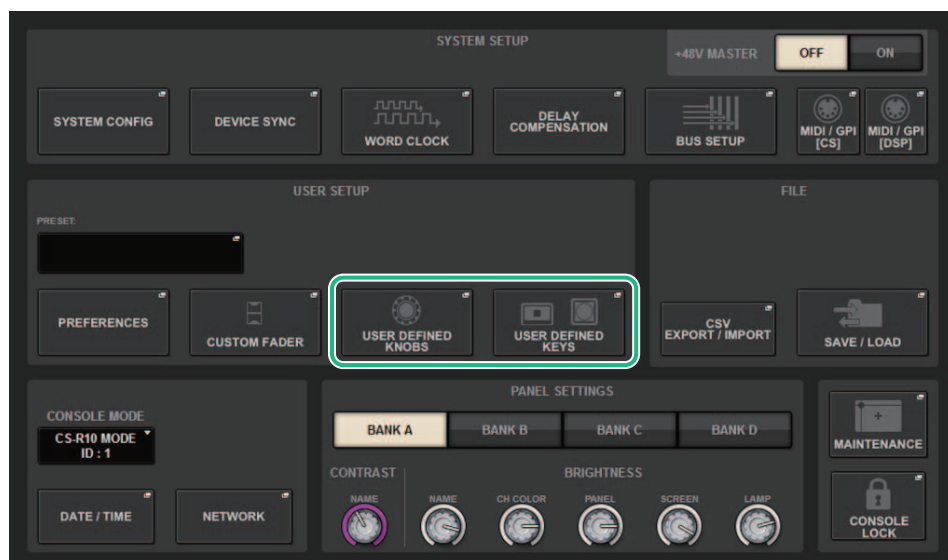 SYSTEM SETUP
+48V MASTER
OFF
ON
SYSTEM CONFIG
DEVICE SYNC
WORD CLOCK
DELAY
COMPENSATION
BUS SETUP
MIDI / GPI
[CS]
MIDI / GPI
[DSP]
USER SETUP
PRESET:
PREFERENCES
CUSTOM FADER
USER DEFINED
KNOBS
USER DEFINED
KEYS
FILE
CSV
EXPORT / IMPORT
SAVE / LOAD
CONSOLE MODE
CS-R10 MODE
ID : 1
DATE / TIME
NETWORK
PANEL SETTINGS
BANK A
BANK B
BANK C
BANK D
CONTRAST
BRIGHTNESS
NAME
NAME
CH COLOR
PANEL
SCREEN
LAMP
MAINTENANCE
CONSOLE
LOCK